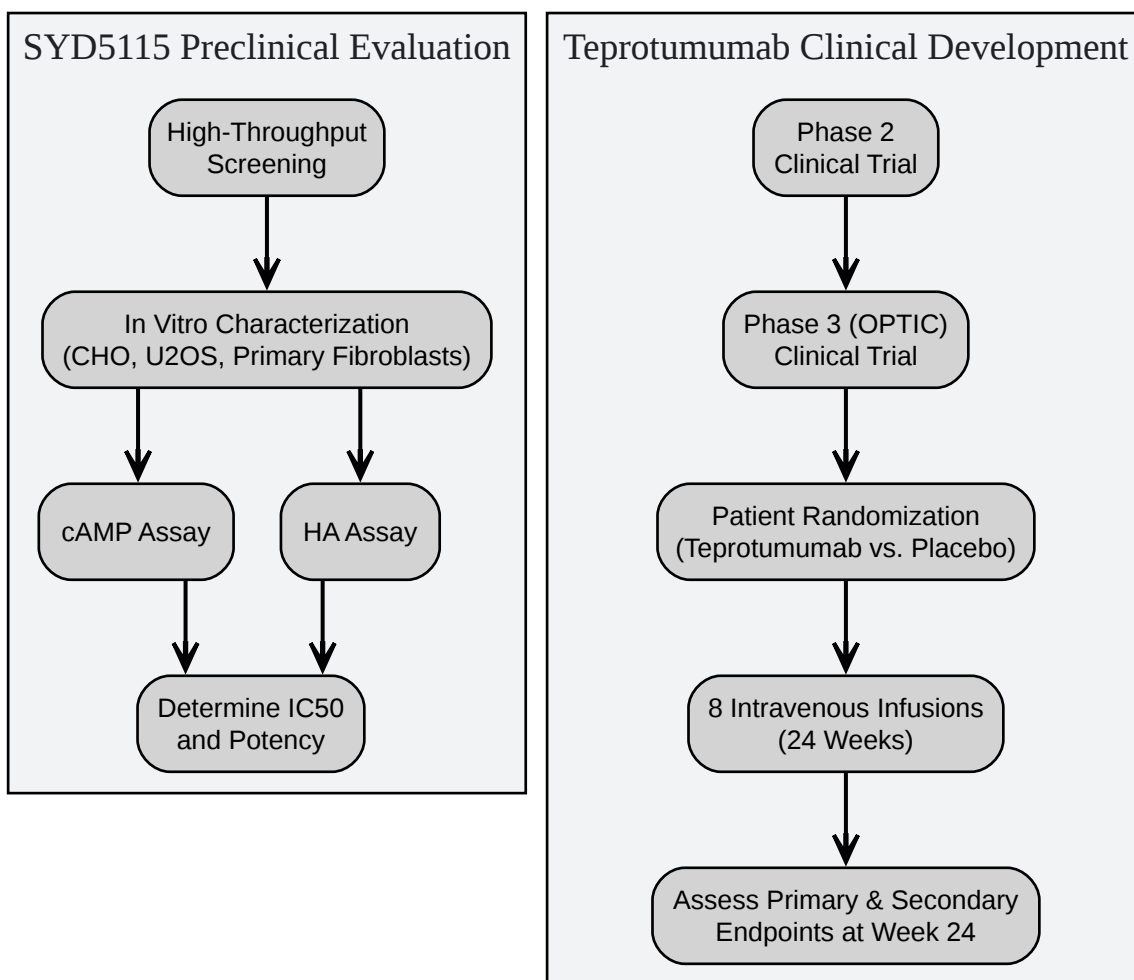 SYD5115 Preclinical Evaluation
High-Throughput
Screening
In Vitro Characterization
(CHO, U2OS, Primary Fibroblasts)
cAMP Assay
HA Assay
Determine IC50
and Potency
Teprotumumab Clinical Development
Phase 2
Clinical Trial
Phase 3 (OPTIC)
Clinical Trial
Patient Randomization
(Teprotumumab vs. Placebo)
8 Intravenous Infusions
(24 Weeks)
Assess Primary & Secondary
Endpoints at Week 24